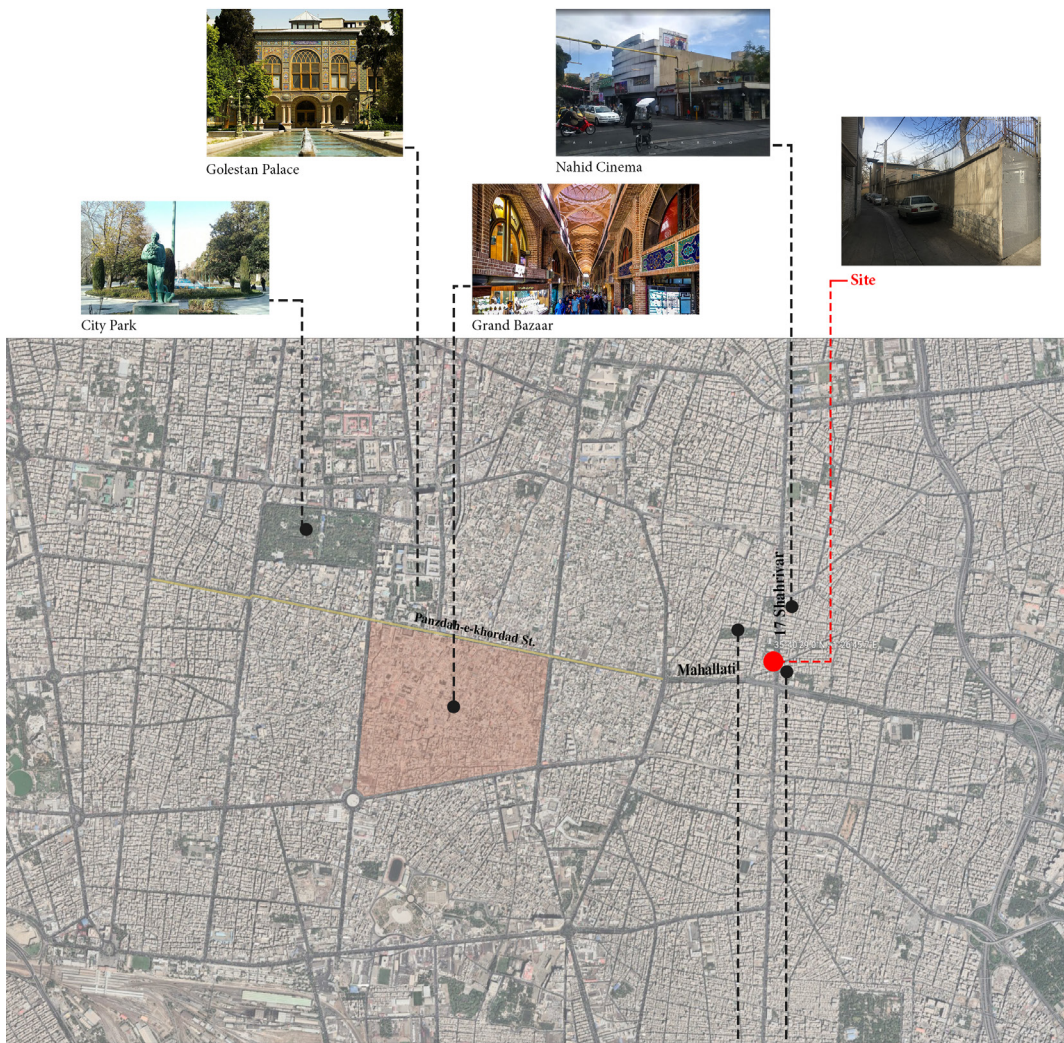 Golestan Palace
Nahid Cinema
City Park
Grand Bazaar
Site
Panzdah-e-khordad St.
17 Shahrivar
Mahallati